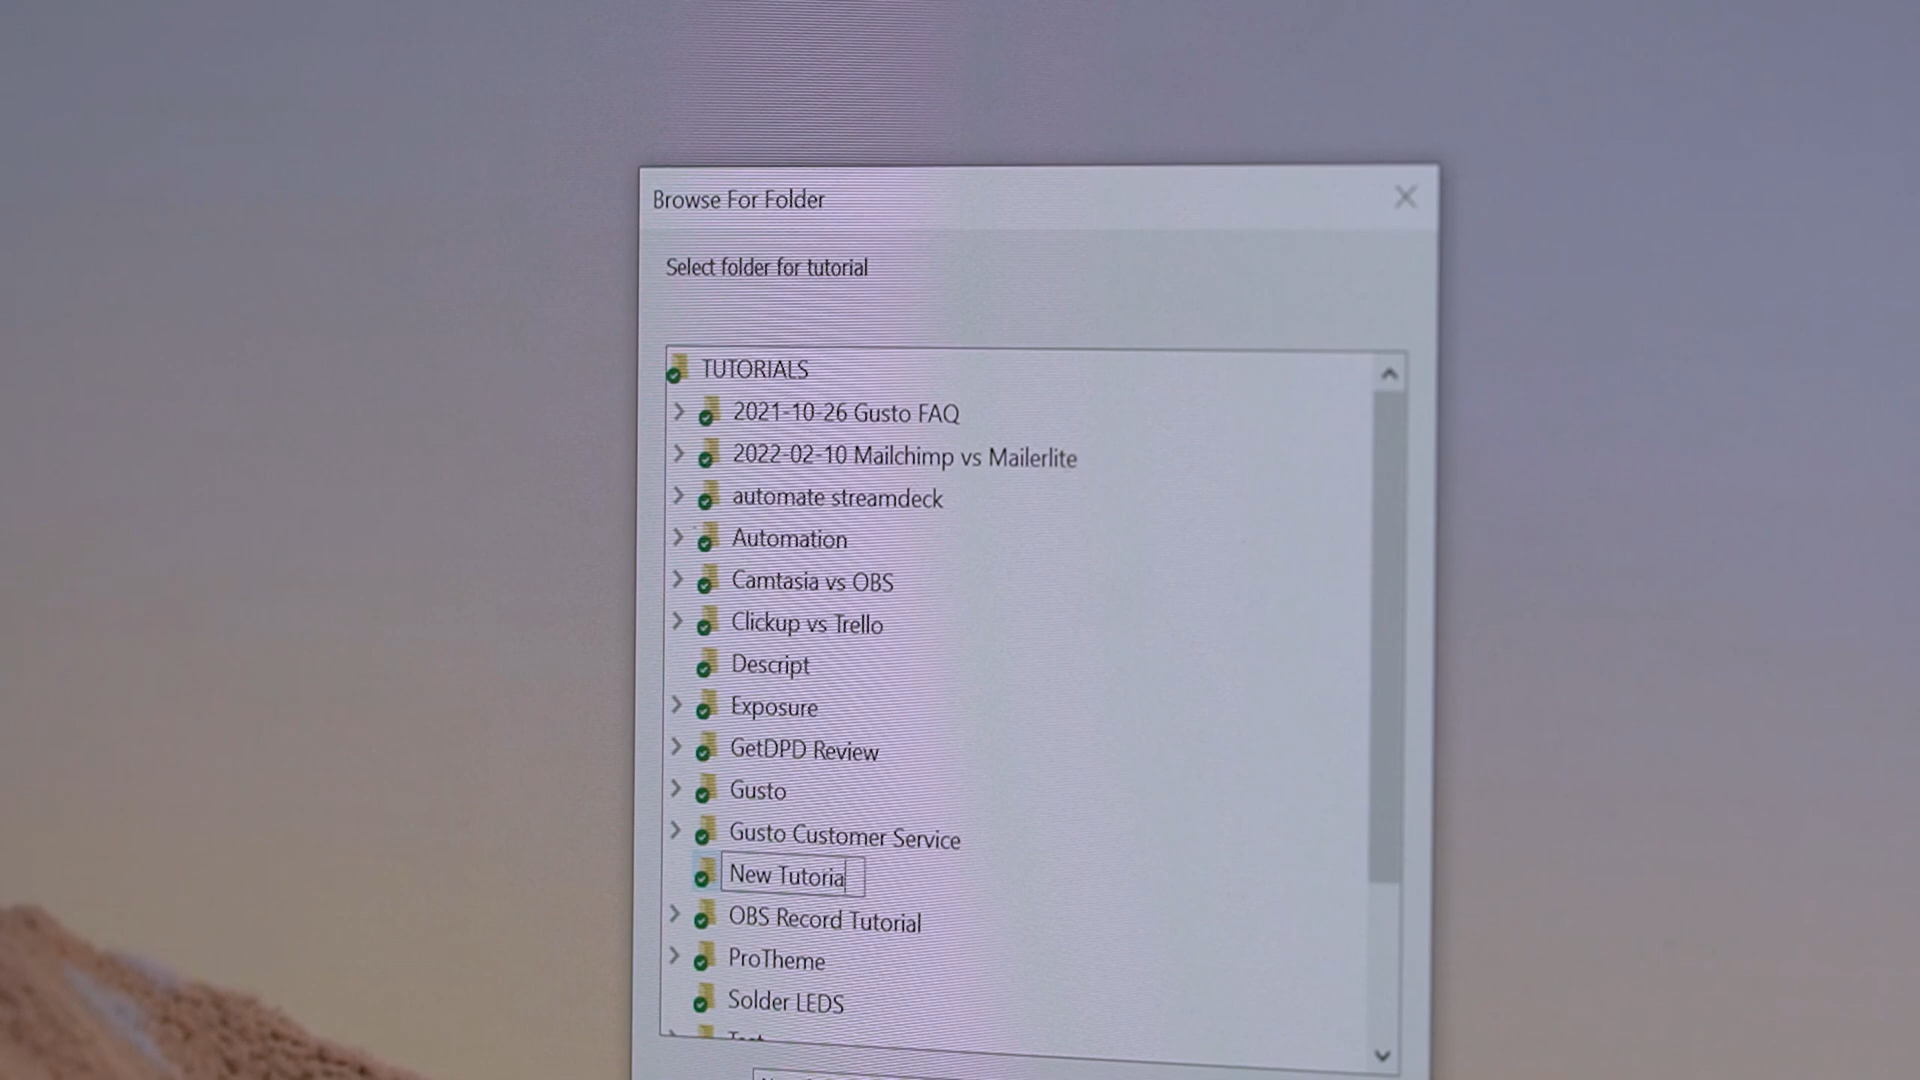 Browse For Folder
Select folder for tutorial
TUTORIALS
2021-10-26 Gusto FAQ
2022-02-10 Mailchimp vs Mailerlite
automate streamdeck
Automation
Camtasia vs OBS
Clickup vs Trello
Descript
Exposure
GetDPD Review
Gusto
Gusto Customer Service
New Tutoria
OBS Record Tutorial
ProTheme
Solder LEDS